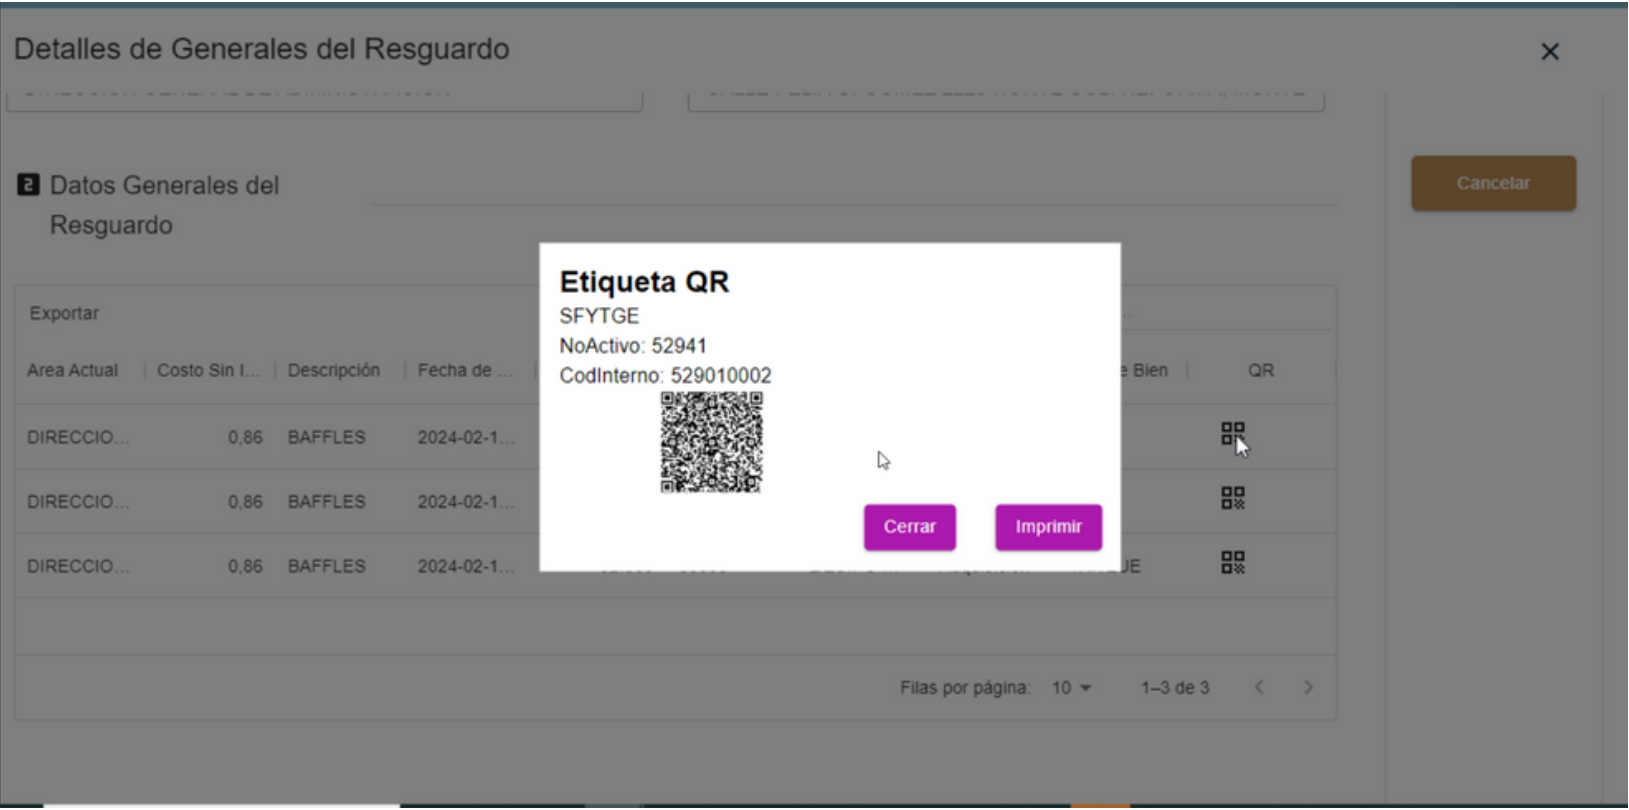 Detalles de Generales del Resguardo
2 Datos Generales del
Resguardo
Cancelar
Exportar
Area Actual Costo Sin I... Descripción Fecha de ... e Bien QR
DIRECCIO... 0,86 BAFFLES 2024-02-1...
DIRECCIO... 0,86 BAFFLES 2024-02-1...
DIRECCIO... 0,86 BAFFLES 2024-02-1...
Etiqueta QR
SFYTGE
NoActivo: 52941
CodInterno: 529010002
Cerrar Imprimir
Filas por página: 10 1–3 de 3